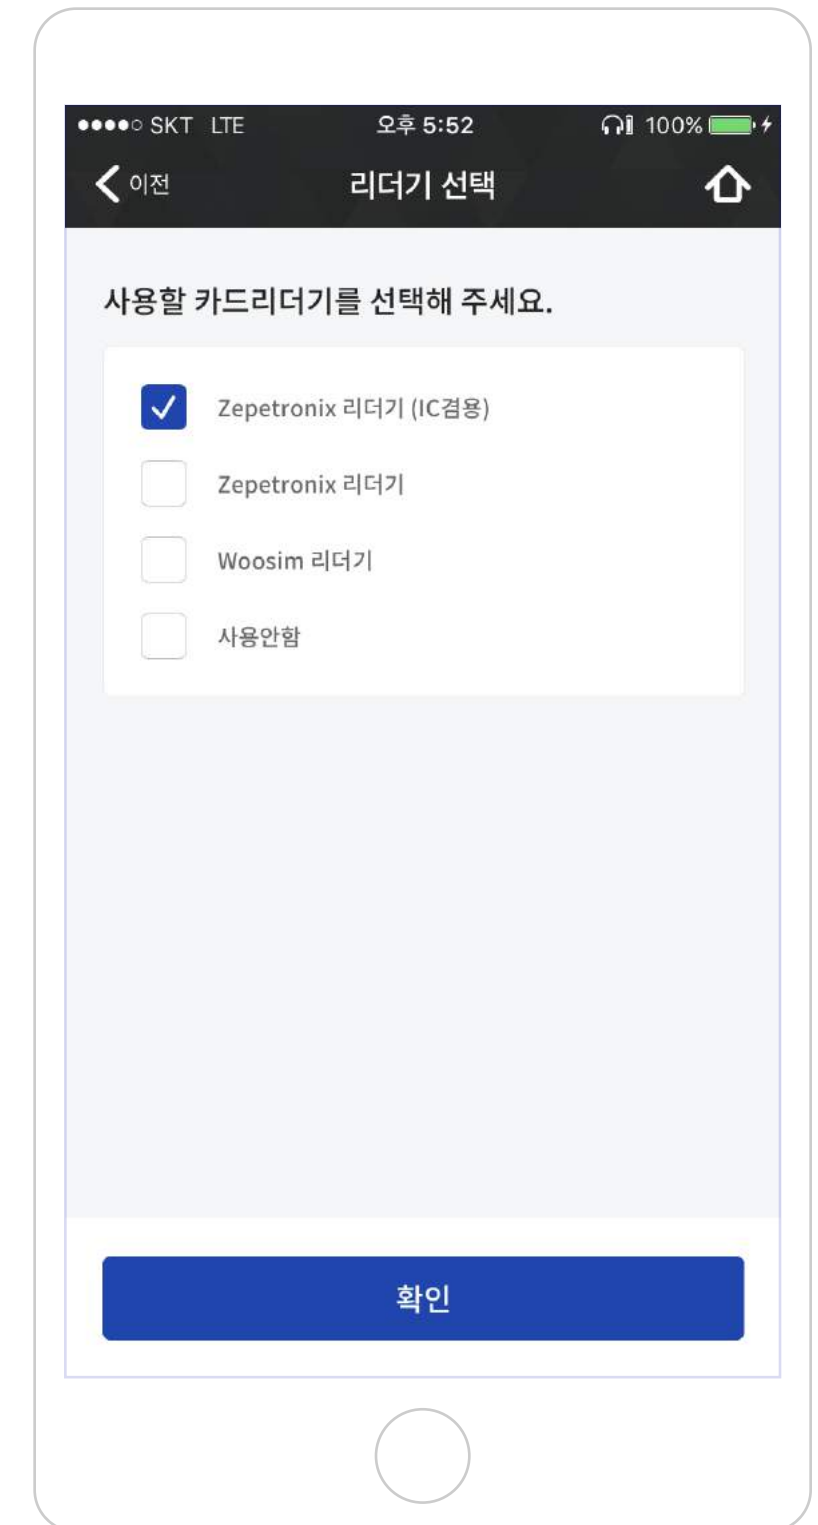 SKT LTE 오후 5:52 100%
이전 리더기 선택
사용할 카드리더기를 선택해 주세요.
Zepetronix 리더기 (IC겸용)
Zepetronix 리더기
Woosim 리더기
사용안함
확인